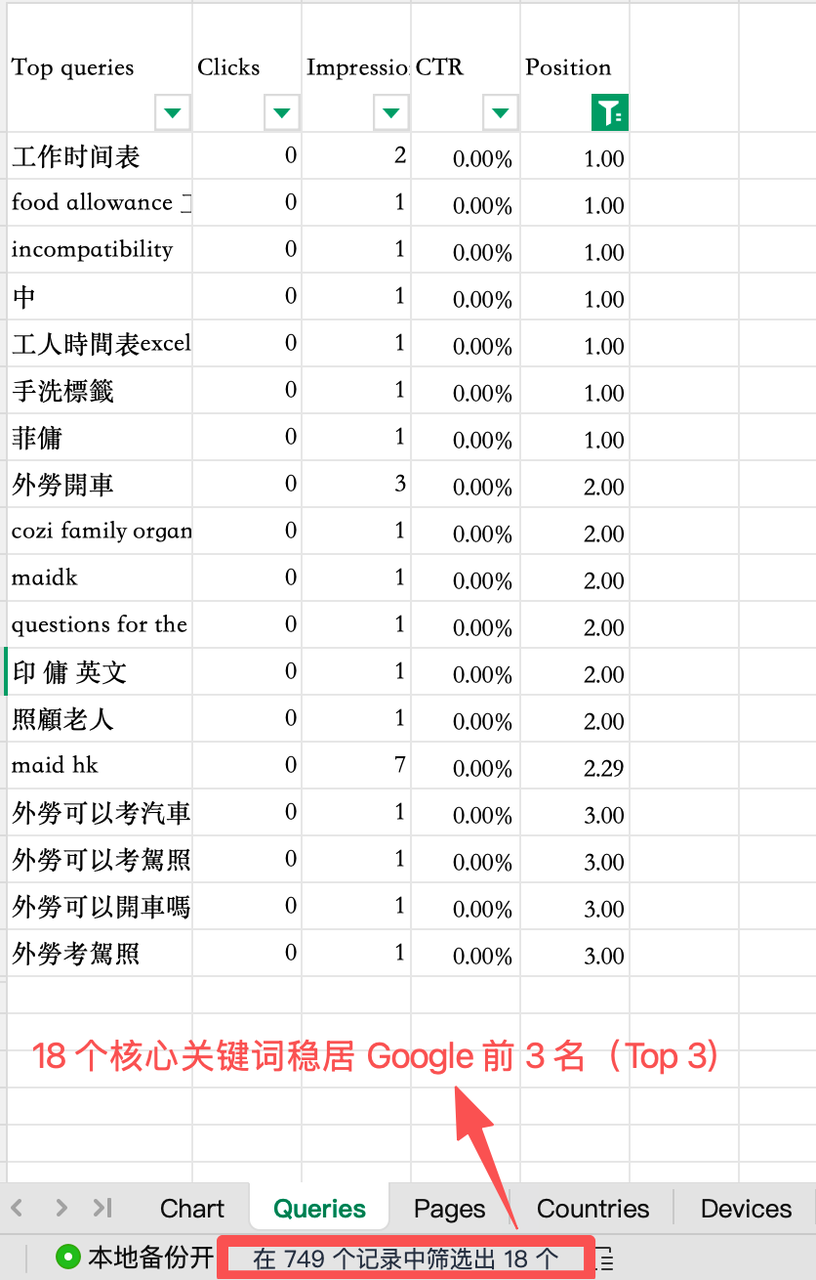 Top queries Clicks Impressio CTR Position
工作时间表 0 2 0.00% 1.00
food allowance 0 1 0.00% 1.00
incompatibility 0 1 0.00% 1.00
中 0 1 0.00% 1.00
工人時間表excel 0 1 0.00% 1.00
手洗標籤 0 1 0.00% 1.00
菲傭 0 1 0.00% 1.00
外勞開車 0 3 0.00% 2.00
cozi family organ 0 1 0.00% 2.00
maidk 0 1 0.00% 2.00
questions for the 0 1 0.00% 2.00
印 傭 英文 0 1 0.00% 2.00
照顧老人 0 1 0.00% 2.00
maid hk 0 7 0.00% 2.29
外勞可以考汽車 0 1 0.00% 3.00
外勞可以考駕照 0 1 0.00% 3.00
外勞可以開車嗎 0 1 0.00% 3.00
外勞考駕照 0 1 0.00% 3.00
18 个核心关键词稳居 Google 前 3 名（Top 3）
Chart Queries Pages Countries Devices
本地备份开 在 749 个记录中筛选出 18 个